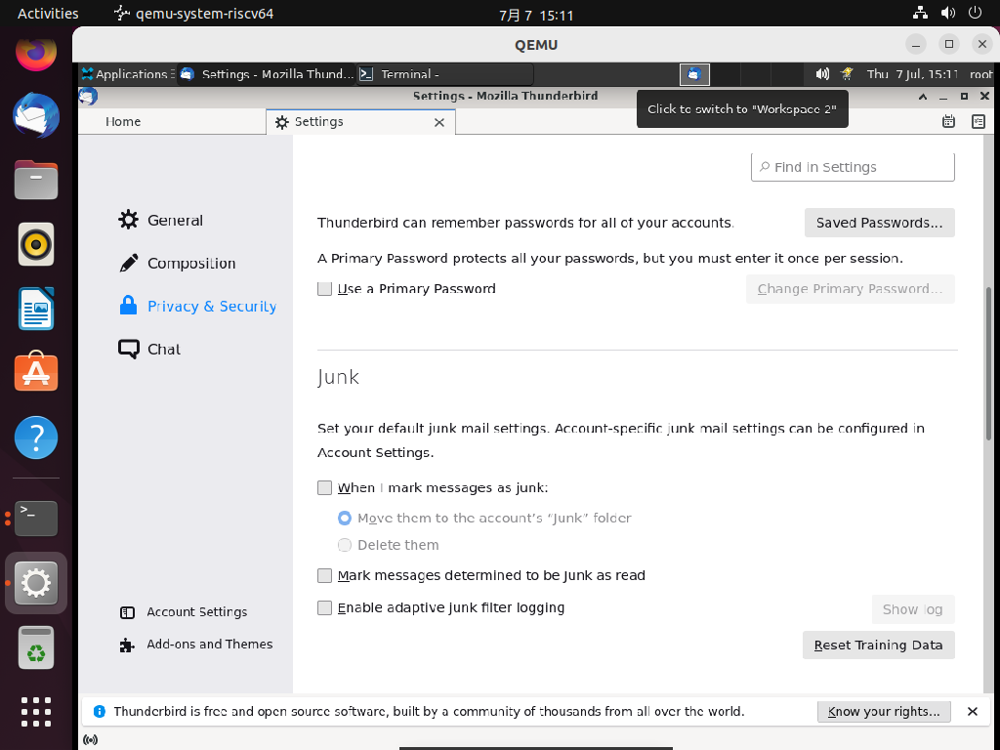 Activities qemu-system-riscv64 7月 7 15:11
QEMU
Applications Settings - Mozilla Thund... Terminal - Thu 7 Jul, 15:11 root
Settings - Mozilla Thunderbird
Click to switch to "Workspace 2"
Home Settings
Find in Settings
General
Composition
Privacy & Security
Chat
Account Settings
Add-ons and Themes
Thunderbird can remember passwords for all of your accounts. Saved Passwords...
A Primary Password protects all your passwords, but you must enter it once per session.
Use a Primary Password Change Primary Password...
Junk
Set your default junk mail settings. Account-specific junk mail settings can be configured in
Account Settings.
When I mark messages as junk:
Move them to the account’s “Junk” folder
Delete them
Mark messages determined to be Junk as read
Enable adaptive junk filter logging Show log
Reset Training Data
Thunderbird is free and open source software, built by a community of thousands from all over the world. Know your rights...